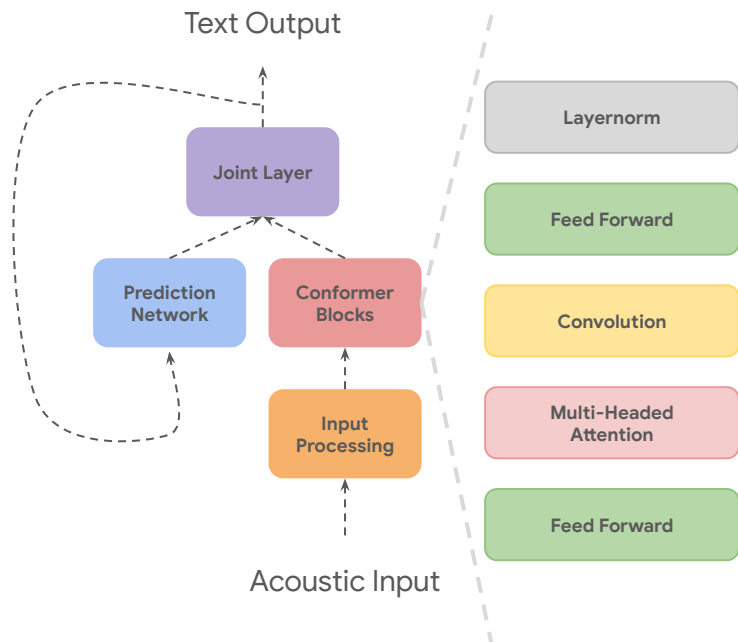 Text Output
Joint Layer
Prediction
Network
Conformer
Blocks
Input
Processing
Acoustic Input
Layernorm
Feed Forward
Convolution
Multi-Headed
Attention
Feed Forward